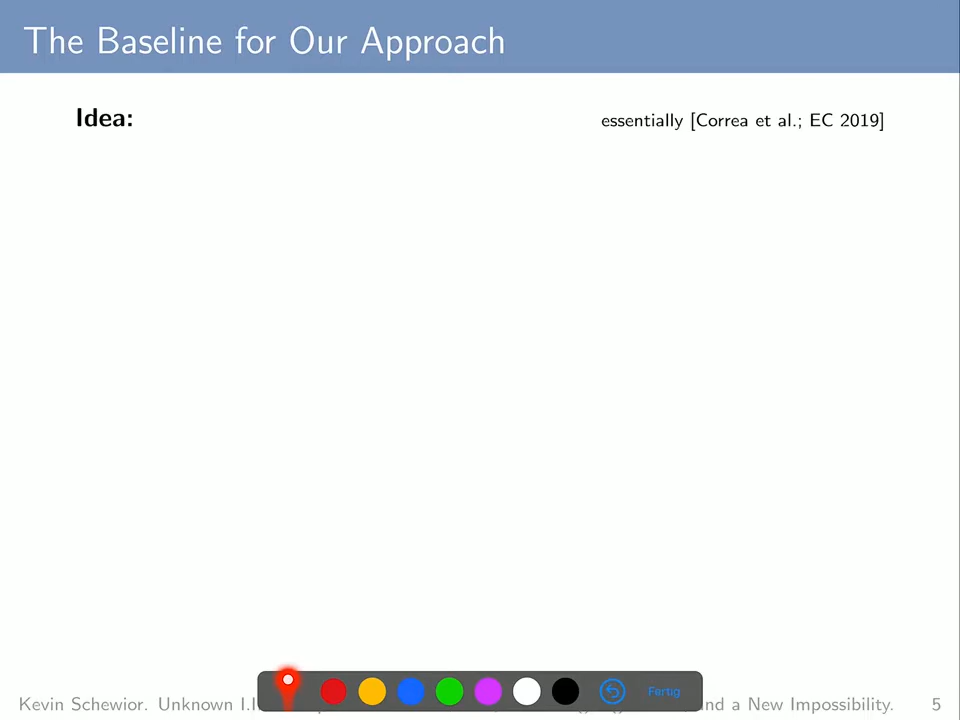 The Baseline for Our Approach
Idea:
essentially [Correa et al.; EC 2019]
Fertig
Kevin Schewior. Unknown I. and a New Impossibility. 5